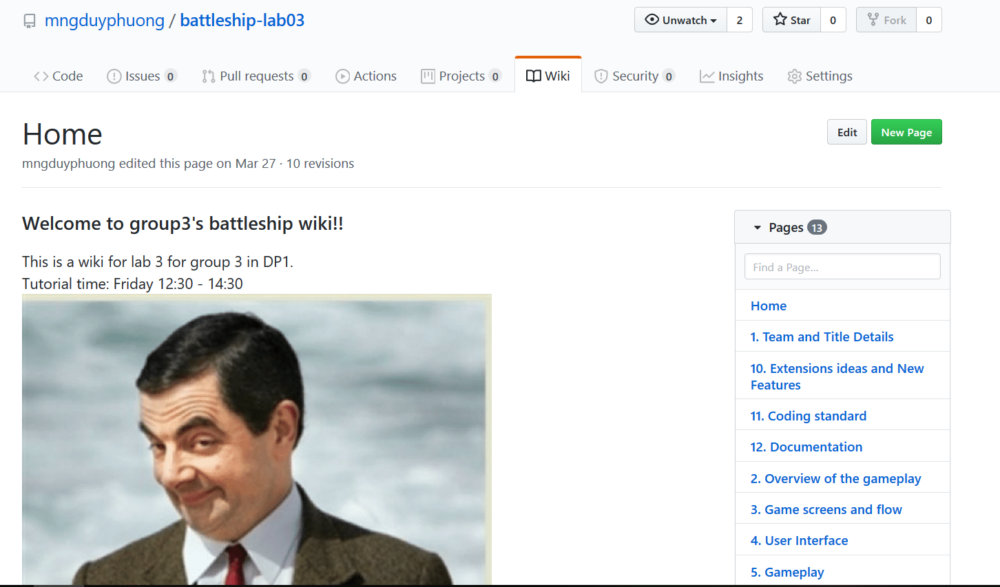 mngduyphuong / battleship-lab03
Unwatch 2 Star 0 Fork 0
Code Issues 0 Pull requests 0 Actions Projects 0 Wiki Security 0 Insights Settings
Home
Edit New Page
mngduyphuong edited this page on Mar 27 · 10 revisions
Welcome to group3's battleship wiki!!
This is a wiki for lab 3 for group 3 in DP1.
Tutorial time: Friday 12:30 - 14:30
Pages 13
Find a Page...
Home
1. Team and Title Details
10. Extensions ideas and New
Features
11. Coding standard
12. Documentation
2. Overview of the gameplay
3. Game screens and flow
4. User Interface
5. Gameplay